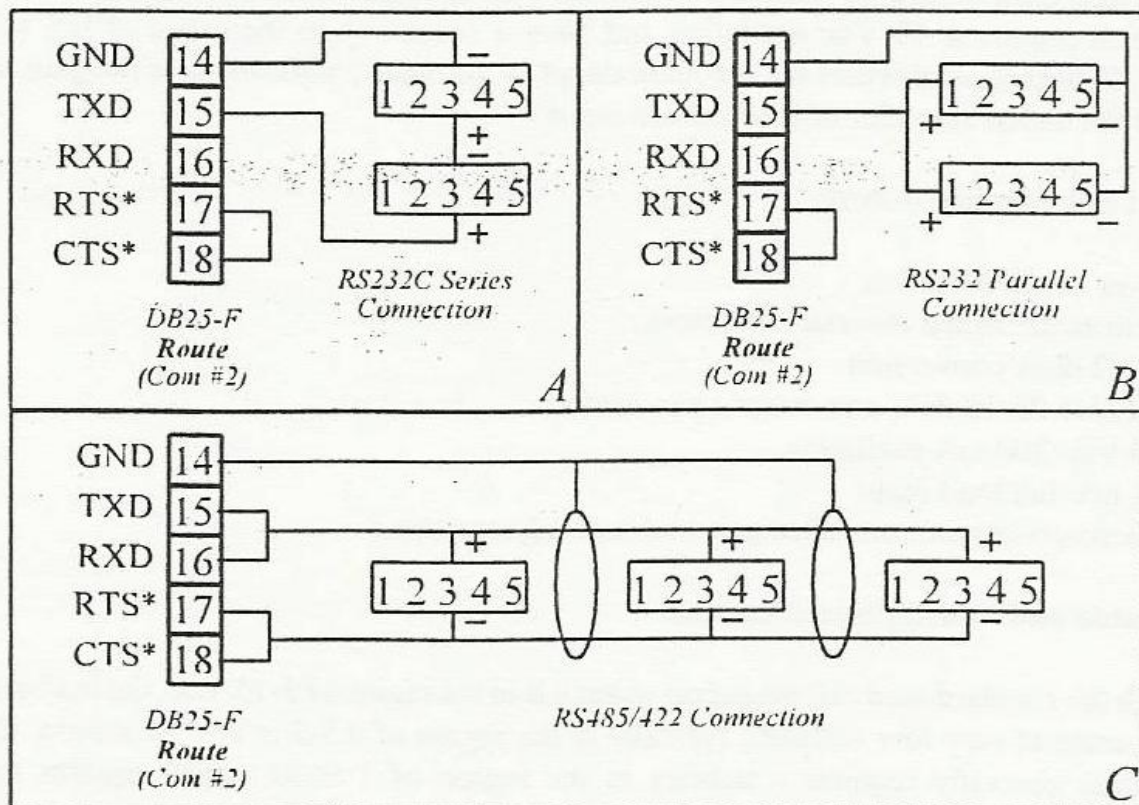 GND 14
TXD 15
RXD 16
RTS* 17
CTS* 18
−
1 2 3 4 5
+
−
1 2 3 4 5
+
RS232C Series
Connection
DB25-F
Route
(Com #2)
A
GND 14
TXD 15
RXD 16
RTS* 17
CTS* 18
1 2 3 4 5
+ −
1 2 3 4 5
+ −
RS232 Parallel
Connection
DB25-F
Route
(Com #2)
B
GND 14
TXD 15
RXD 16
RTS* 17
CTS* 18
+ + +
1 2 3 4 5 1 2 3 4 5 1 2 3 4 5
− − −
DB25-F
Route
(Com #2)
RS485/422 Connection
C